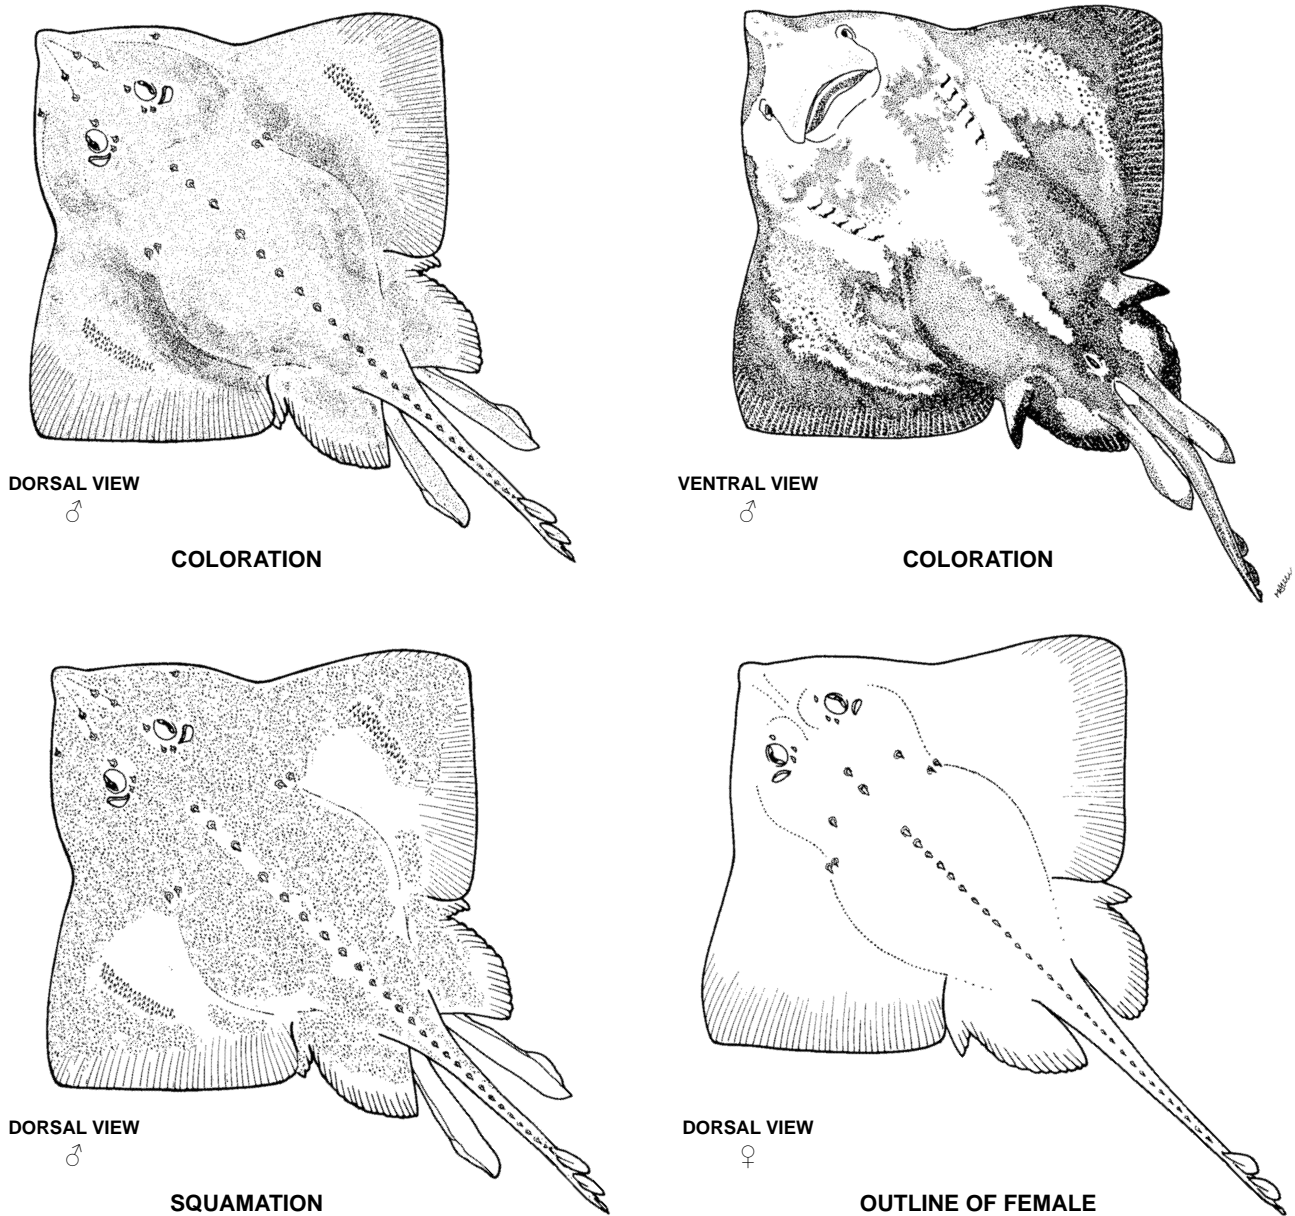 DORSAL VIEW
♂
COLORATION
VENTRAL VIEW
♂
COLORATION
DORSAL VIEW
♂
SQUAMATION
DORSAL VIEW
♀
OUTLINE OF FEMALE